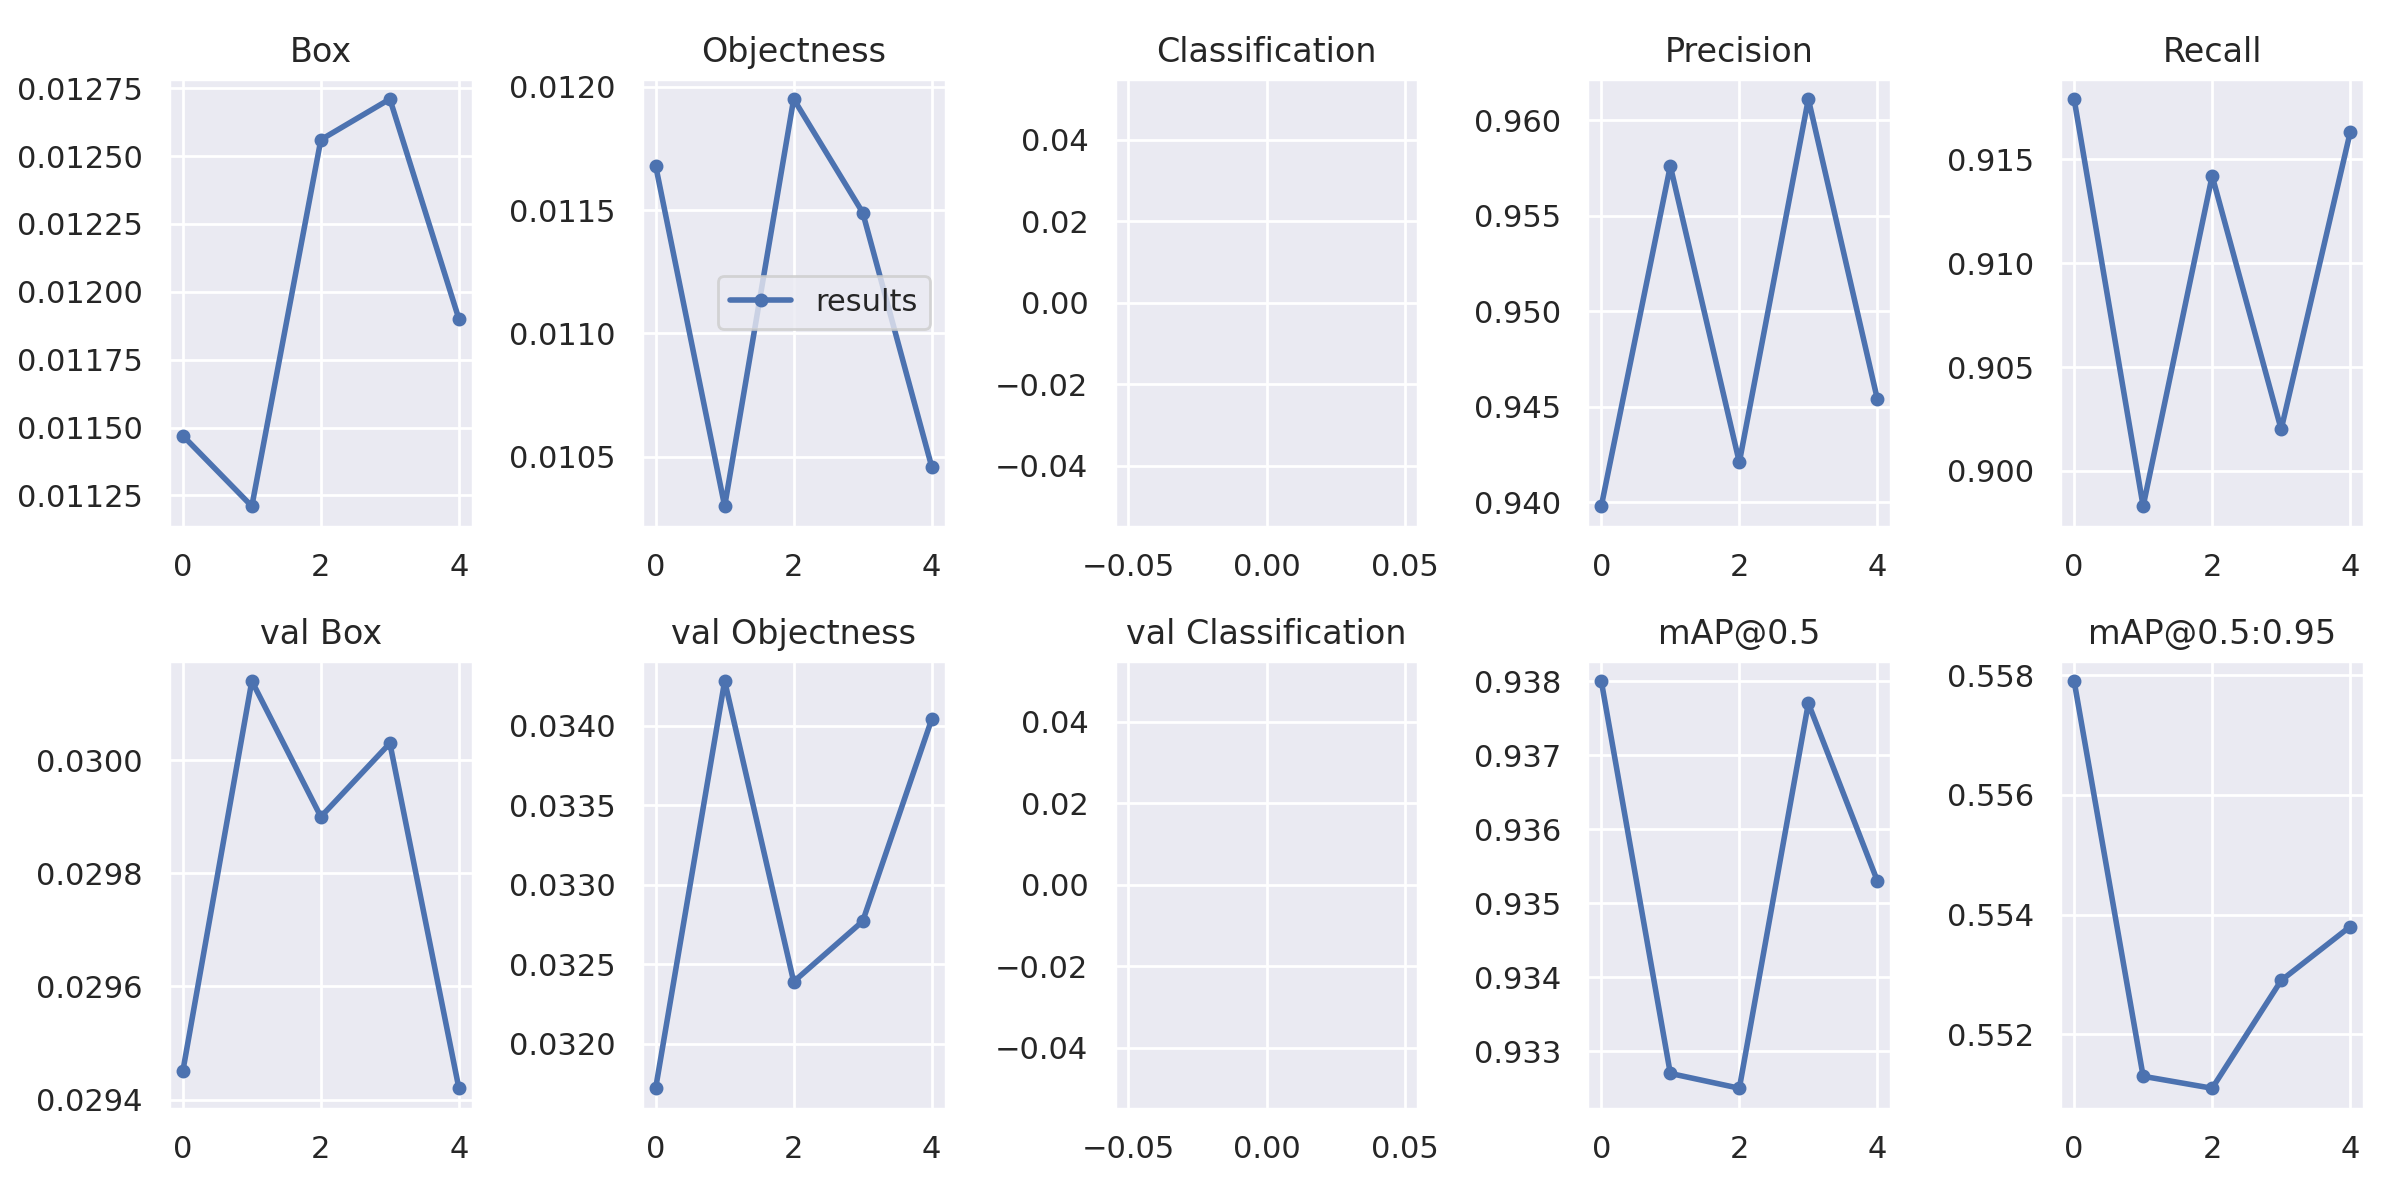 Box
0.01275
0.01250
0.01225
0.01200
0.01175
0.01150
0.01125
0 2 4
Objectness
0.0120
0.0115
0.0110
0.0105
results
0 2 4
Classification
0.04
0.02
0.00
−0.02
−0.04
−0.05 0.00 0.05
Precision
0.960
0.955
0.950
0.945
0.940
0 2 4
Recall
0.915
0.910
0.905
0.900
0 2 4
val Box
0.0300
0.0298
0.0296
0.0294
0 2 4
val Objectness
0.0340
0.0335
0.0330
0.0325
0.0320
0 2 4
val Classification
0.04
0.02
0.00
−0.02
−0.04
−0.05 0.00 0.05
mAP@0.5
0.938
0.937
0.936
0.935
0.934
0.933
0 2 4
mAP@0.5:0.95
0.558
0.556
0.554
0.552
0 2 4